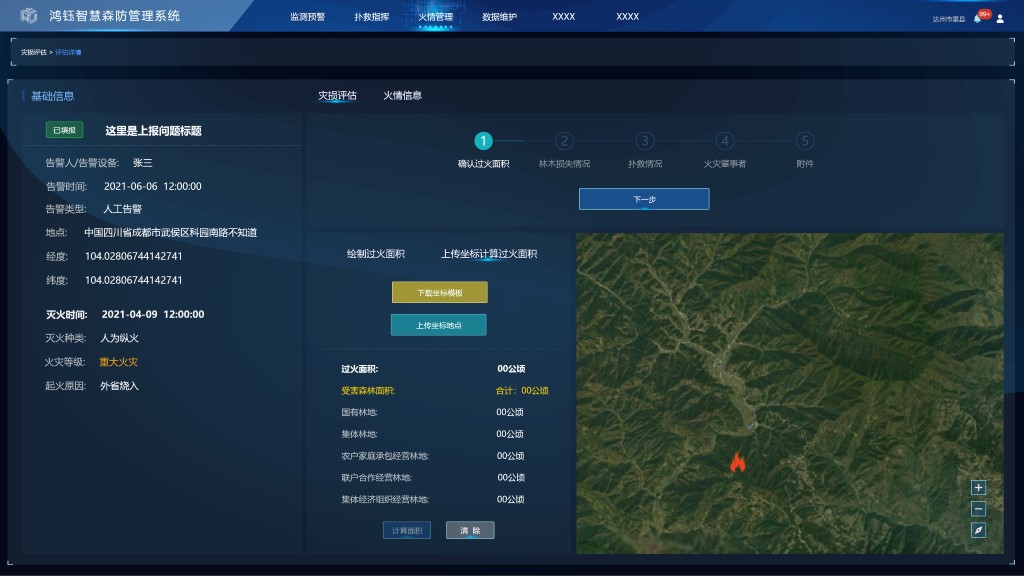 鸿钰智慧森防管理系统
监测预警 扑救指挥 火情管理 数据维护 XXXX XXXX
达州市渠县 99+
灾损评估 > 评估详情
基础信息
灾损评估 火情信息
已填报 这里是上报问题标题
告警人/告警设备: 张三
告警时间: 2021-06-06 12:00:00
告警类型: 人工告警
地点: 中国四川省成都市武侯区科园南路不知道
经度: 104.02806744142741
纬度: 104.02806744142741
灭火时间: 2021-04-09 12:00:00
灭火种类: 人为纵火
火灾等级: 重大火灾
起火原因: 外省烧入
1 2 3 4 5
确认过火面积 林木损失情况 扑救情况 火灾肇事者 附件
下一步
绘制过火面积 上传坐标计算过火面积
下载坐标模板
上传坐标地点
过火面积: 00公顷
受害森林面积: 合计: 00公顷
国有林地: 00公顷
集体林地: 00公顷
农户家庭承包经营林地: 00公顷
联户合作经营林地: 00公顷
集体经济组织经营林地: 00公顷
计算面积 清 除